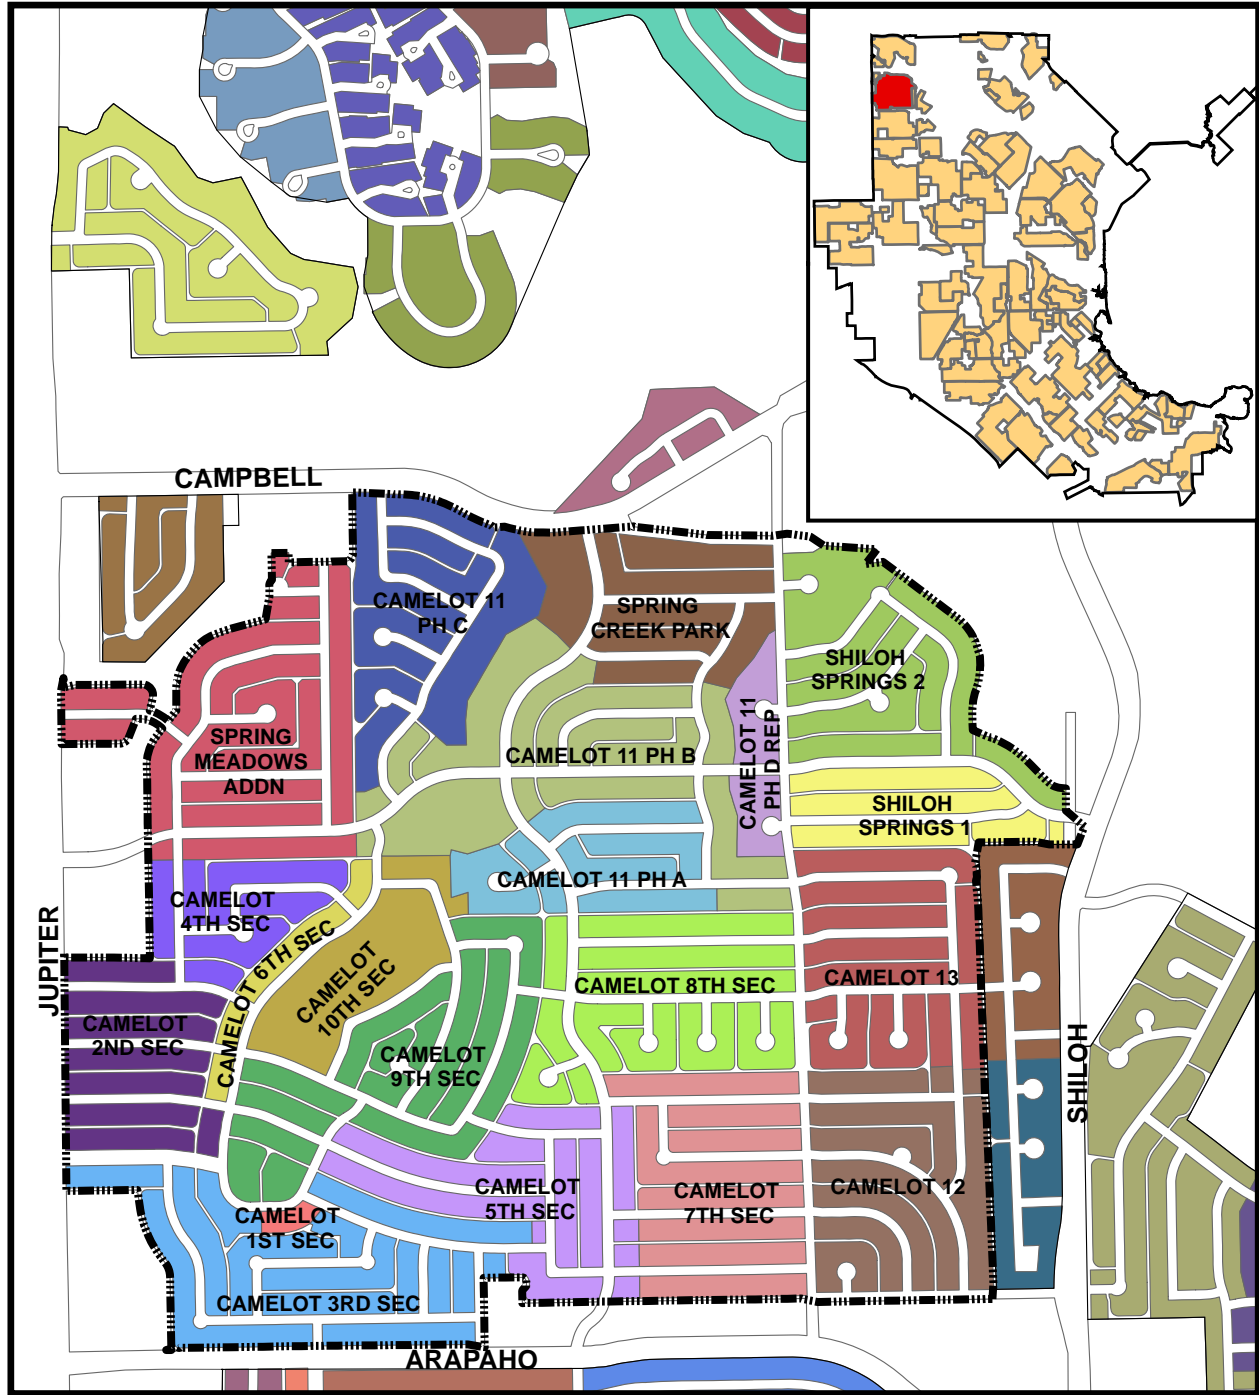 CAMPBELL
CAMELOT 11
PH C
SPRING
CREEK PARK
SHILOH
SPRINGS 2
SPRING
MEADOWS
ADDN
CAMELOT 11 PH B
CAMELOT 11
PH D REP
SHILOH
SPRINGS 1
CAMELOT 11 PH A
CAMELOT
4TH SEC
CAMELOT 6TH SEC
CAMELOT
10TH SEC
JUPITER
CAMELOT 8TH SEC
CAMELOT 13
CAMELOT
2ND SEC
CAMELOT
9TH SEC
SHILOH
CAMELOT
5TH SEC
CAMELOT
7TH SEC
CAMELOT 12
CAMELOT
1ST SEC
CAMELOT 3RD SEC
ARAPAHO